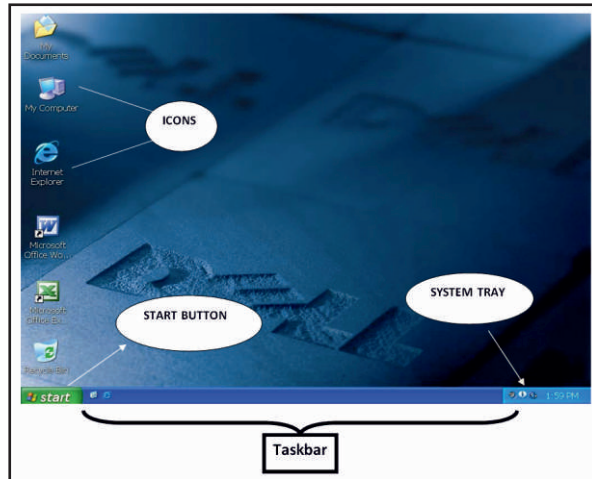 My
Documents
My Computer
ICONS
Internet
Explorer
Microsoft
Office Wo...
SYSTEM TRAY
DELL
START BUTTON
Microsoft
Office E...
Recycle Bin
start
1:59 PM
Taskbar